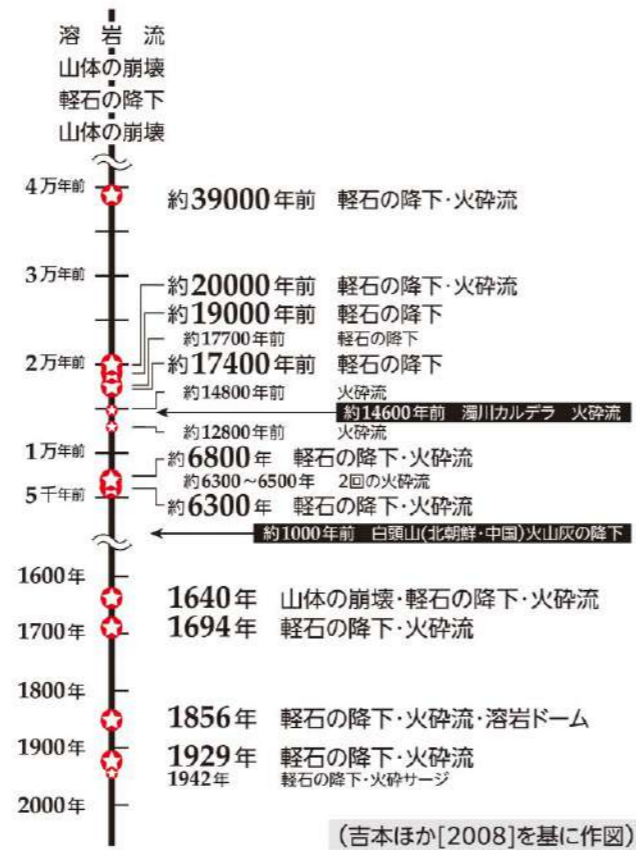 溶岩流
山体の崩壊
軽石の降下
山体の崩壊
4万年前
約39000年前 軽石の降下・火砕流
3万年前
約20000年前 軽石の降下・火砕流
約19000年前 軽石の降下
約17700年前 軽石の降下
2万年前
約17400年前 軽石の降下
約14800年前 火砕流
約14600年前 濁川カルデラ 火砕流
約12800年前 火砕流
1万年前
約6800年 軽石の降下・火砕流
約6300～6500年 2回の火砕流
5千年前
約6300年 軽石の降下・火砕流
約1000年前 白頭山(北朝鮮・中国)火山灰の降下
1600年
1640年 山体の崩壊・軽石の降下・火砕流
1694年 軽石の降下・火砕流
1700年
1800年
1856年 軽石の降下・火砕流・溶岩ドーム
1900年
1929年 軽石の降下・火砕流
1942年 軽石の降下・火砕サージ
2000年
(吉本ほか[2008]を基に作図)